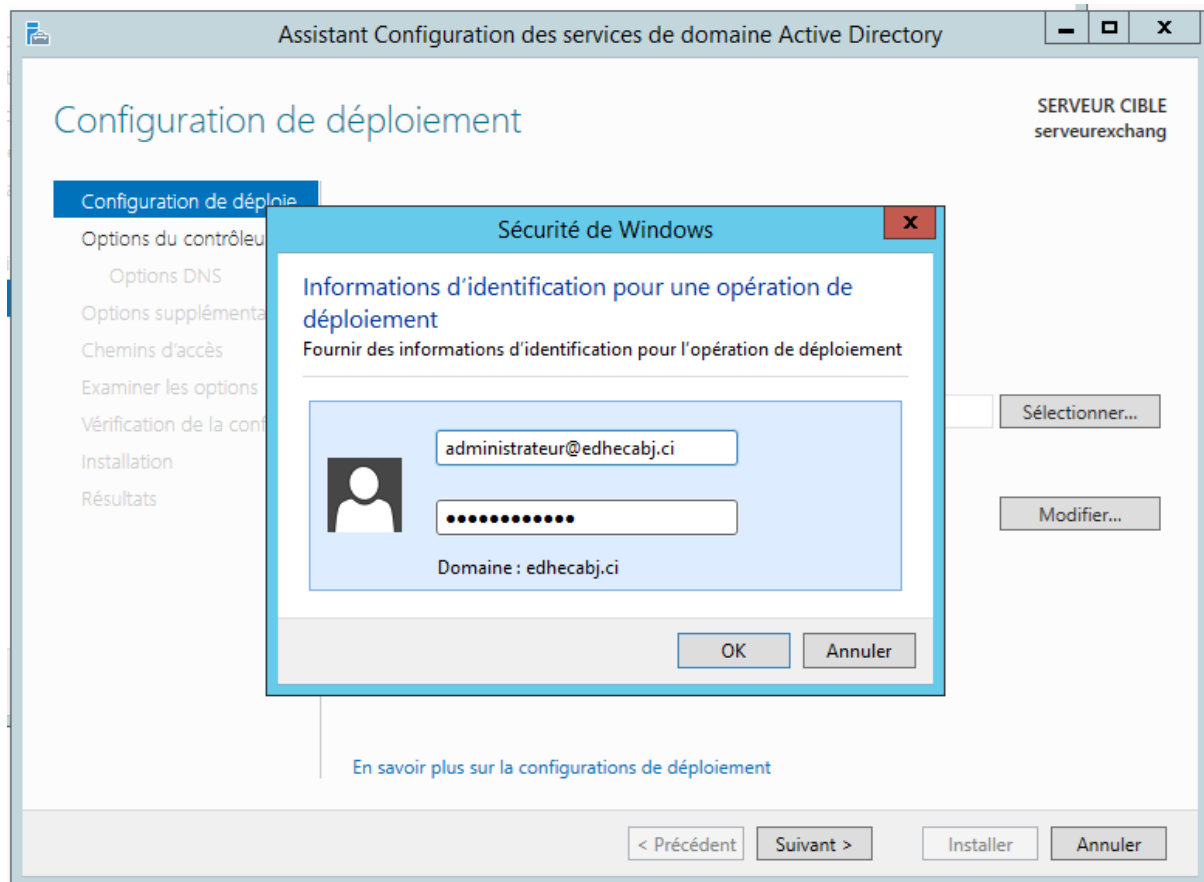 Assistant Configuration des services de domaine Active Directory
Configuration de déploiement
SERVEUR CIBLE
serveurexchang
Configuration de déploie
Options du contrôleu
Options DNS
Options supplémenta
Chemins d'accès
Examiner les options
Vérification de la conf
Installation
Résultats
Sécurité de Windows
Informations d'identification pour une opération de
déploiement
Fournir des informations d'identification pour l'opération de déploiement
administrateur@edhecabj.ci
••••••••••••
Domaine : edhecabj.ci
OK
Annuler
Sélectionner...
Modifier...
En savoir plus sur la configurations de déploiement
< Précédent
Suivant >
Installer
Annuler